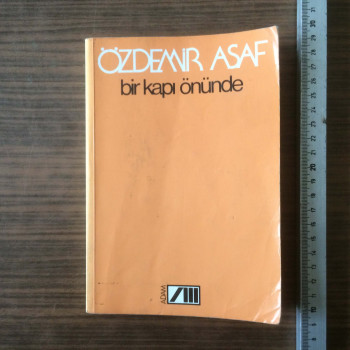 ÖZDEMİR ASAF
bir kapı önünde
ADAM